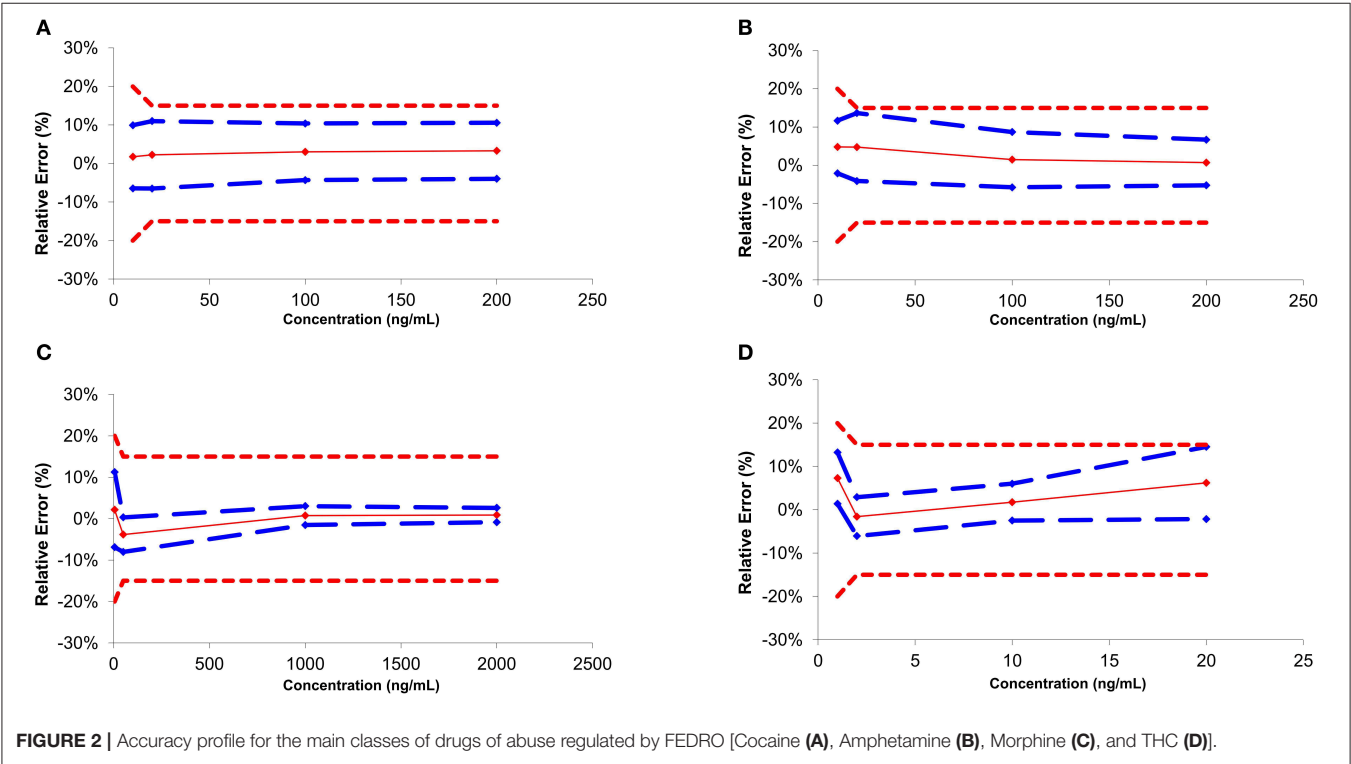 A
30%
20%
10%
0%
-10%
-20%
-30%
Relative Error (%)
0 50 100 150 200 250
Concentration (ng/mL)
B
30%
20%
10%
0%
-10%
-20%
-30%
Relative Error (%)
0 50 100 150 200 250
Concentration (ng/mL)
C
30%
20%
10%
0%
-10%
-20%
-30%
Relative Error (%)
0 500 1000 1500 2000 2500
Concentration (ng/mL)
D
30%
20%
10%
0%
-10%
-20%
-30%
Relative Error (%)
0 5 10 15 20 25
Concentration (ng/mL)
FIGURE 2 | Accuracy profile for the main classes of drugs of abuse regulated by FEDRO [Cocaine (A), Amphetamine (B), Morphine (C), and THC (D)].